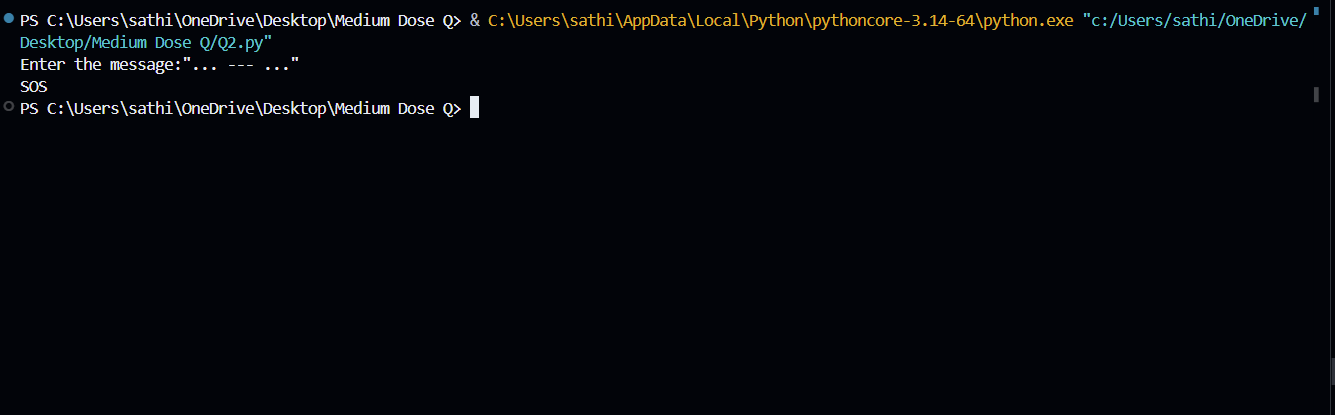 PS C:\Users\sathi\OneDrive\Desktop\Medium Dose Q> & C:\Users\sathi\AppData\Local\Python\pythoncore-3.14-64\python.exe "c:/Users/sathi/OneDrive/
Desktop/Medium Dose Q/Q2.py"
Enter the message:"... --- ..."
SOS
PS C:\Users\sathi\OneDrive\Desktop\Medium Dose Q>